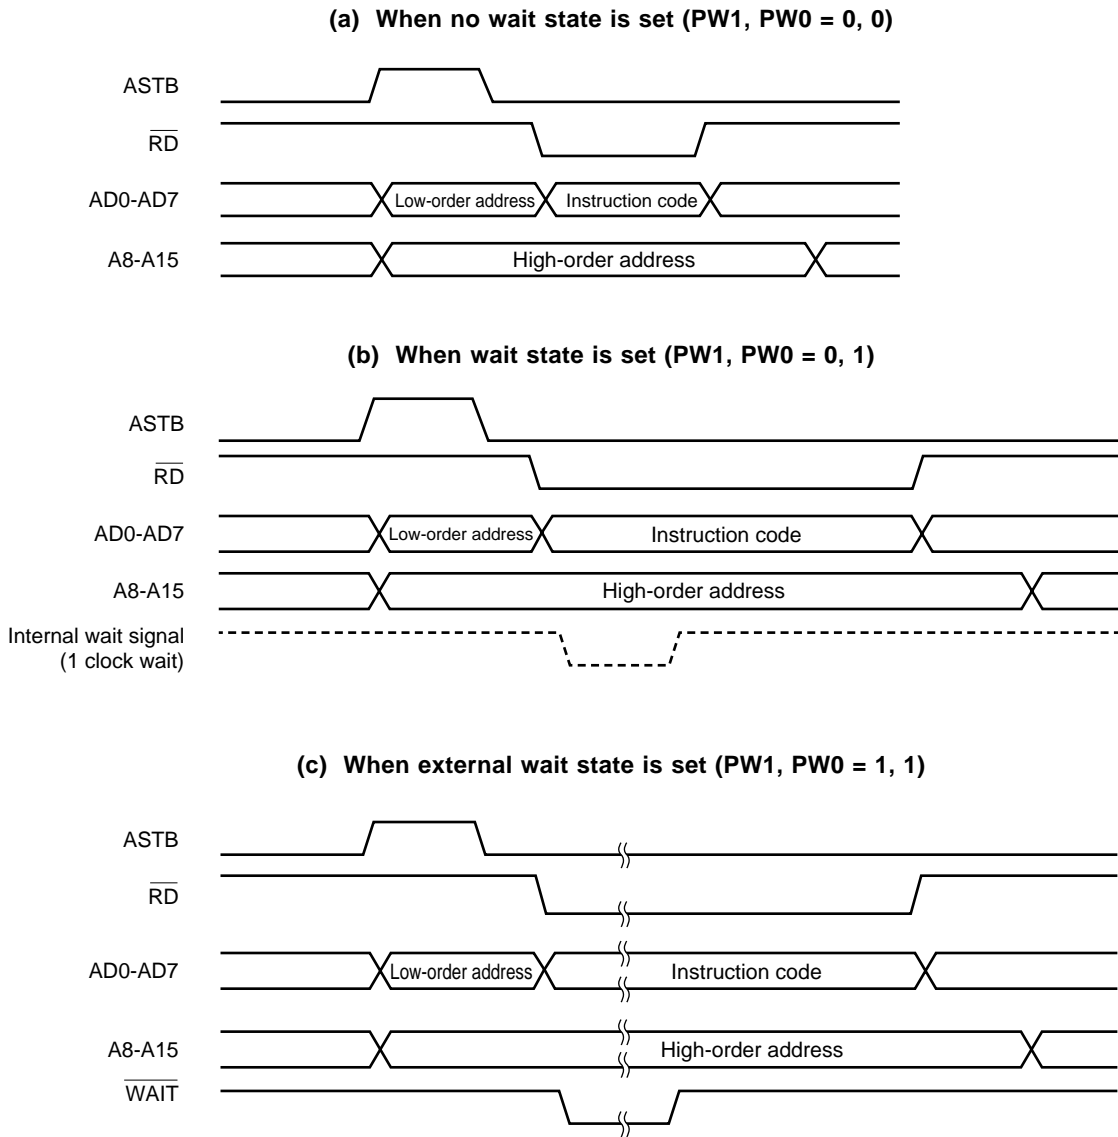 (a) When no wait state is set (PW1, PW0 = 0, 0)
ASTB
RD
AD0-AD7
Low-order address
Instruction code
A8-A15
High-order address
(b) When wait state is set (PW1, PW0 = 0, 1)
ASTB
RD
AD0-AD7
Low-order address
Instruction code
A8-A15
High-order address
Internal wait signal
(1 clock wait)
(c) When external wait state is set (PW1, PW0 = 1, 1)
ASTB
RD
AD0-AD7
Low-order address
Instruction code
A8-A15
High-order address
WAIT